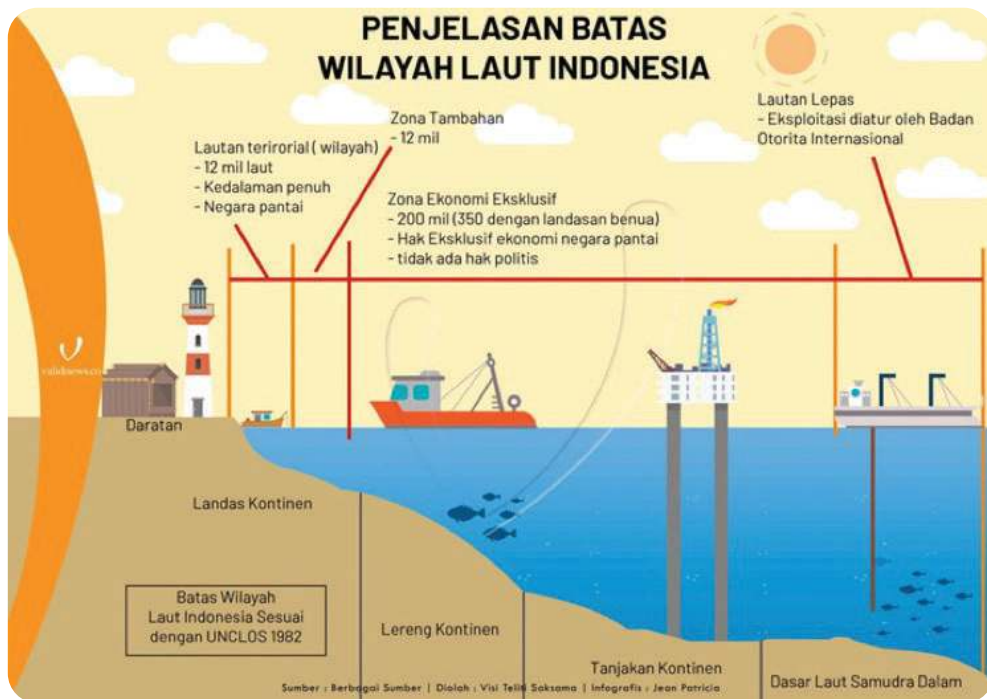 PENJELASAN BATAS
WILAYAH LAUT INDONESIA
Lautan terirorial ( wilayah)
- 12 mil laut
- Kedalaman penuh
- Negara pantai
Zona Tambahan
- 12 mil
Zona Ekonomi Eksklusif
- 200 mil (350 dengan landasan benua)
- Hak Eksklusif ekonomi negara pantai
- tidak ada hak politis
Lautan Lepas
- Eksploitasi diatur oleh Badan
Otorita Internasional
validnews.co
Daratan
Landas Kontinen
Batas Wilayah
Laut Indonesia Sesuai
dengan UNCLOS 1982
Lereng Kontinen
Tanjakan Kontinen
Dasar Laut Samudra Dalam
Sumber : Berbagai Sumber | Diolah : Visi Teliti Saksama | Infografis : Jean Patricia